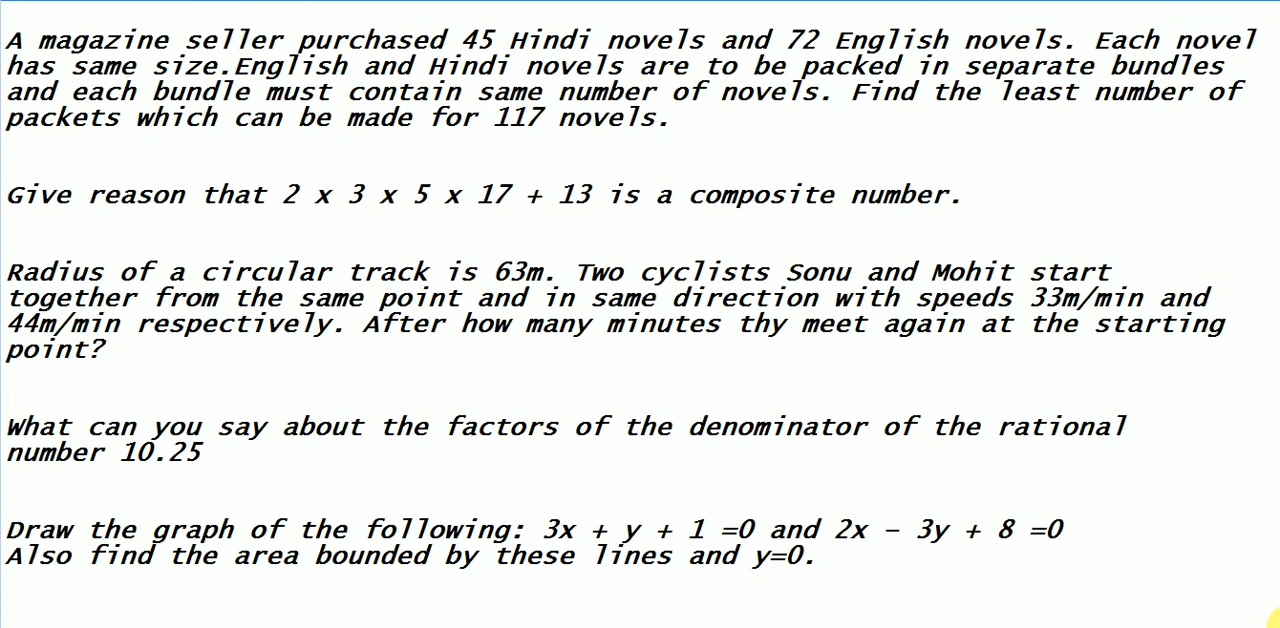 A magazine seller purchased 45 Hindi novels and 72 English novels. Each novel
has same size.English and Hindi novels are to be packed in separate bundles
and each bundle must contain same number of novels. Find the least number of
packets which can be made for 117 novels.
Give reason that 2 x 3 x 5 x 17 + 13 is a composite number.
Radius of a circular track is 63m. Two cyclists Sonu and Mohit start
together from the same point and in same direction with speeds 33m/min and
44m/min respectively. After how many minutes thy meet again at the starting
point?
What can you say about the factors of the denominator of the rational
number 10.25
Draw the graph of the following: 3x + y + 1 =0 and 2x - 3y + 8 =0
Also find the area bounded by these lines and y=0.